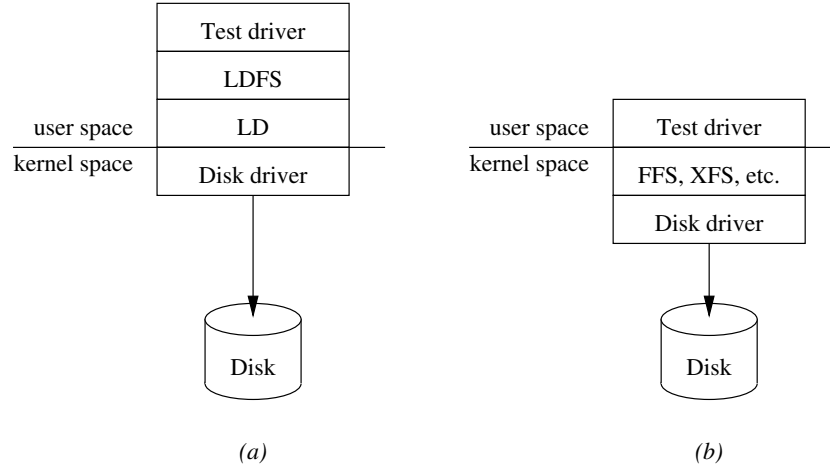 Test driver
LDFS
LD
Disk driver
user space
kernel space
Disk
(a)
Test driver
FFS, XFS, etc.
Disk driver
user space
kernel space
Disk
(b)